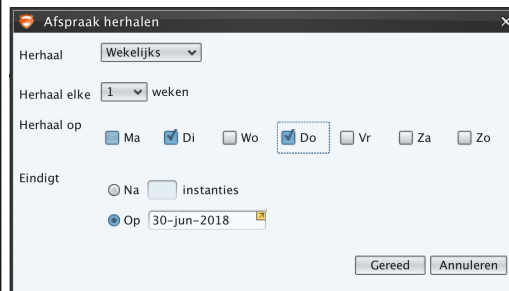 Afspraak herhalen
Herhaal Wekelijks
Herhaal elke 1 weken
Herhaal op Ma Di Wo Do Vr Za Zo
Eindigt
Na instanties
Op 30-jun-2018
Gereed Annuleren